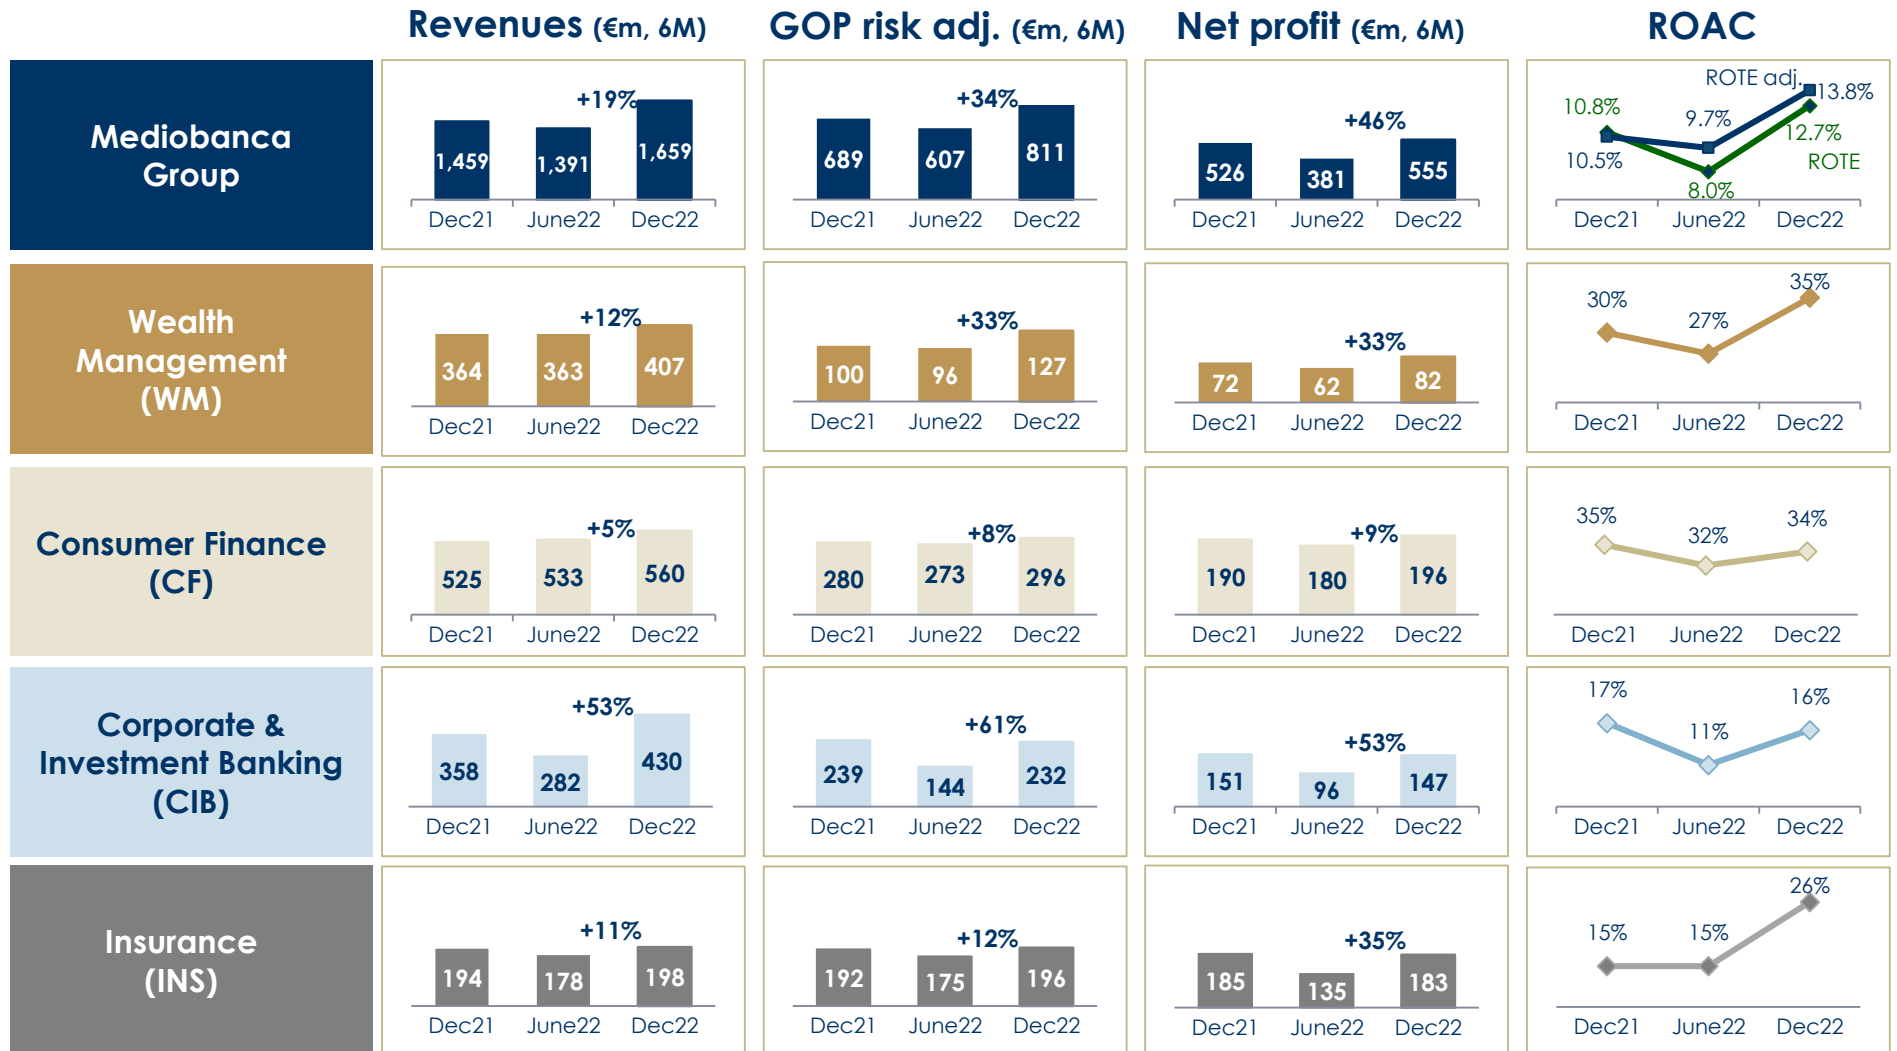 Revenues (€m, 6M)
GOP risk adj. (€m, 6M)
Net profit (€m, 6M)
ROAC
Mediobanca
Group
+19%
1,459
1,391
1,659
Dec21 June22 Dec22
+34%
689
607
811
Dec21 June22 Dec22
+46%
526
381
555
Dec21 June22 Dec22
ROTE adj.
10.8%
9.7%
13.8%
10.5%
12.7%
ROTE
8.0%
Dec21 June22 Dec22
Wealth
Management
(WM)
+12%
364
363
407
Dec21 June22 Dec22
+33%
100
96
127
Dec21 June22 Dec22
+33%
72
62
82
Dec21 June22 Dec22
30%
27%
35%
Dec21 June22 Dec22
Consumer Finance
(CF)
+5%
525
533
560
Dec21 June22 Dec22
+8%
280
273
296
Dec21 June22 Dec22
+9%
190
180
196
Dec21 June22 Dec22
35%
32%
34%
Dec21 June22 Dec22
Corporate &
Investment Banking
(CIB)
+53%
358
282
430
Dec21 June22 Dec22
+61%
239
144
232
Dec21 June22 Dec22
+53%
151
96
147
Dec21 June22 Dec22
17%
11%
16%
Dec21 June22 Dec22
Insurance
(INS)
+11%
194
178
198
Dec21 June22 Dec22
+12%
192
175
196
Dec21 June22 Dec22
+35%
185
135
183
Dec21 June22 Dec22
15%
15%
26%
Dec21 June22 Dec22